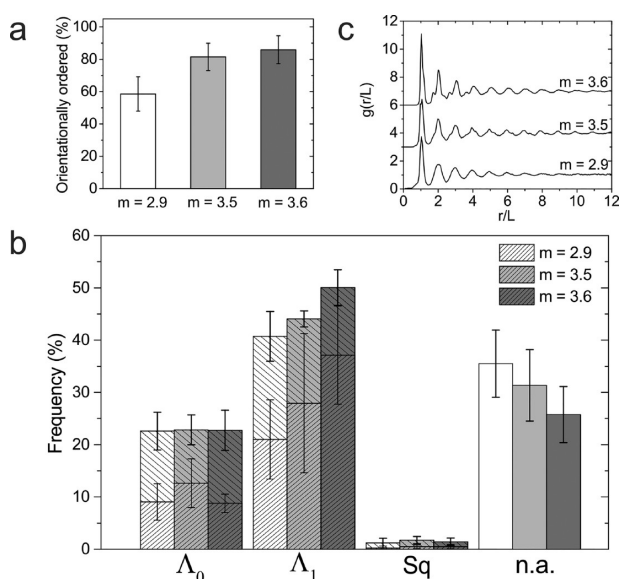 a
Orientationally ordered (%)
100
80
60
40
20
0
m = 2.9
m = 3.5
m = 3.6
c
g(r/L)
12
10
8
6
4
2
0
m = 3.6
m = 3.5
m = 2.9
0 2 4 6 8 10 12
r/L
b
Frequency (%)
60
50
40
30
20
10
0
m = 2.9
m = 3.5
m = 3.6
Λ₀ Λ₁ Sq n.a.